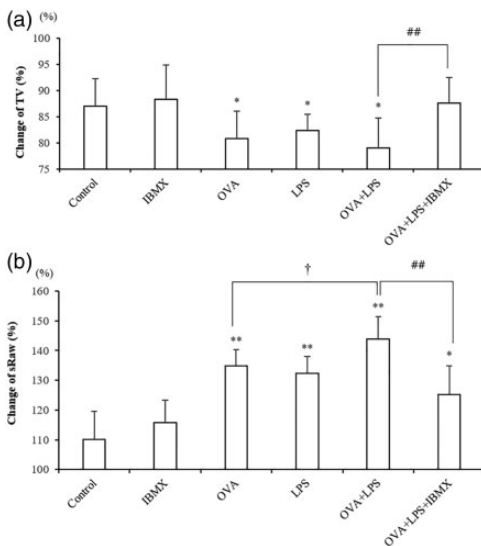 (a) (%)
Change of TV (%)
100
95
90
85
80
75
##
* * *
Control IBMX OVA LPS OVA+LPS OVA+LPS+IBMX
(b) (%)
Change of sRaw (%)
160
150
140
130
120
110
100
† ##
** ** ** *
Control IBMX OVA LPS OVA+LPS OVA+LPS+IBMX